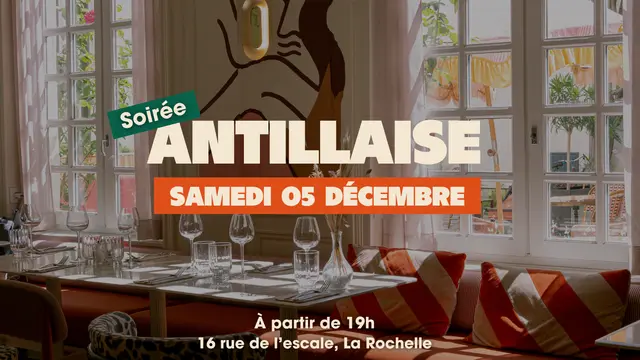 Soirée
ANTILLAISE
SAMEDI 05 DÉCEMBRE
À partir de 19h
16 rue de l'escale, La Rochelle